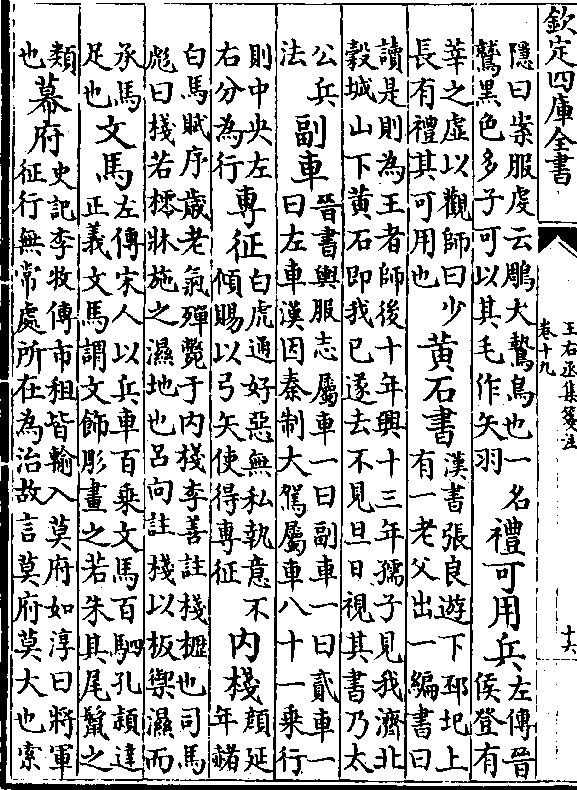 欽定四庫全書
王右丞集箋注
卷十九
十六
隱曰崇服虔云鵰大鷙鳥也一名
鷲黑色多子可以其毛作矢羽
禮可用兵
左傳晉
侯登有
莘之虛以觀師曰少
長有禮其可用也
黃石書
漢書張良遊下邳圯上
有一老父出一編書曰
讀是則為王者師後十年興十三年孺子見我濟北
穀城山下黃石即我已遂去不見旦日視其書乃太
公兵
法
副車
晉書輿服志屬車一曰副車一曰貳車一
曰左車漢因秦制大駕屬車八十一乘行
則中央左
右分為行
專征
白虎通好惡無私執意不
傾賜以弓矢使得專征
内棧
顔延
年赭
白馬賦序歲老氣殫斃于内棧李善註棧櫪也司馬
彪曰棧若櫺牀施之濕地也呂向註棧以板禦濕而
承馬
足也
文馬
左傳宋人以兵車百乘文馬百駟孔頴達
正義文馬謂文飾彫畫之若朱其尾鬛之
類
也
幕府
史記李牧傳市租皆輸入莫府如淳曰將軍
征行無常處所在為治故言莫府莫大也索